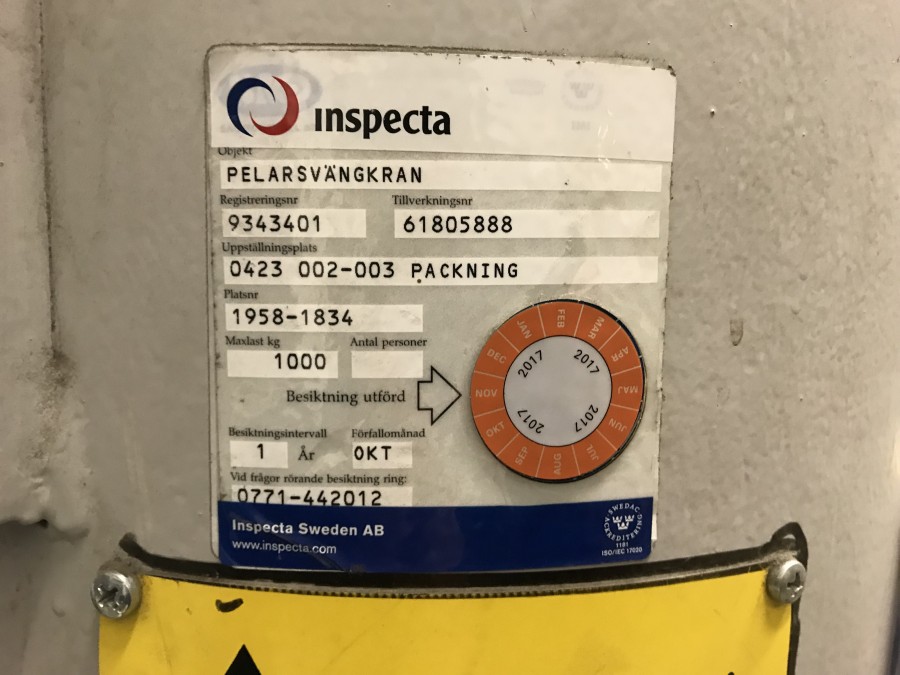 inspecta
Objekt
PELARSVÄNGKRAN
Registreringsnr Tillverkningsnr
9343401 61805888
Uppställningsplats
0423 002-003 PACKNING
Platsnr
1958-1834
Maxlast kg Antal personer
1000
Besiktning utförd
JAN FEB MAR APR MAJ JUN JUL AUG SEP OKT NOV DEC
2017 2017 2017 2017
Besiktningsintervall Förfallomånad
1 År OKT
Vid frågor rörande besiktning ring:
0771-442012
Inspecta Sweden AB
www.inspecta.com
SWEDAC
ACKREDITERING
1181
ISO/IEC 17020